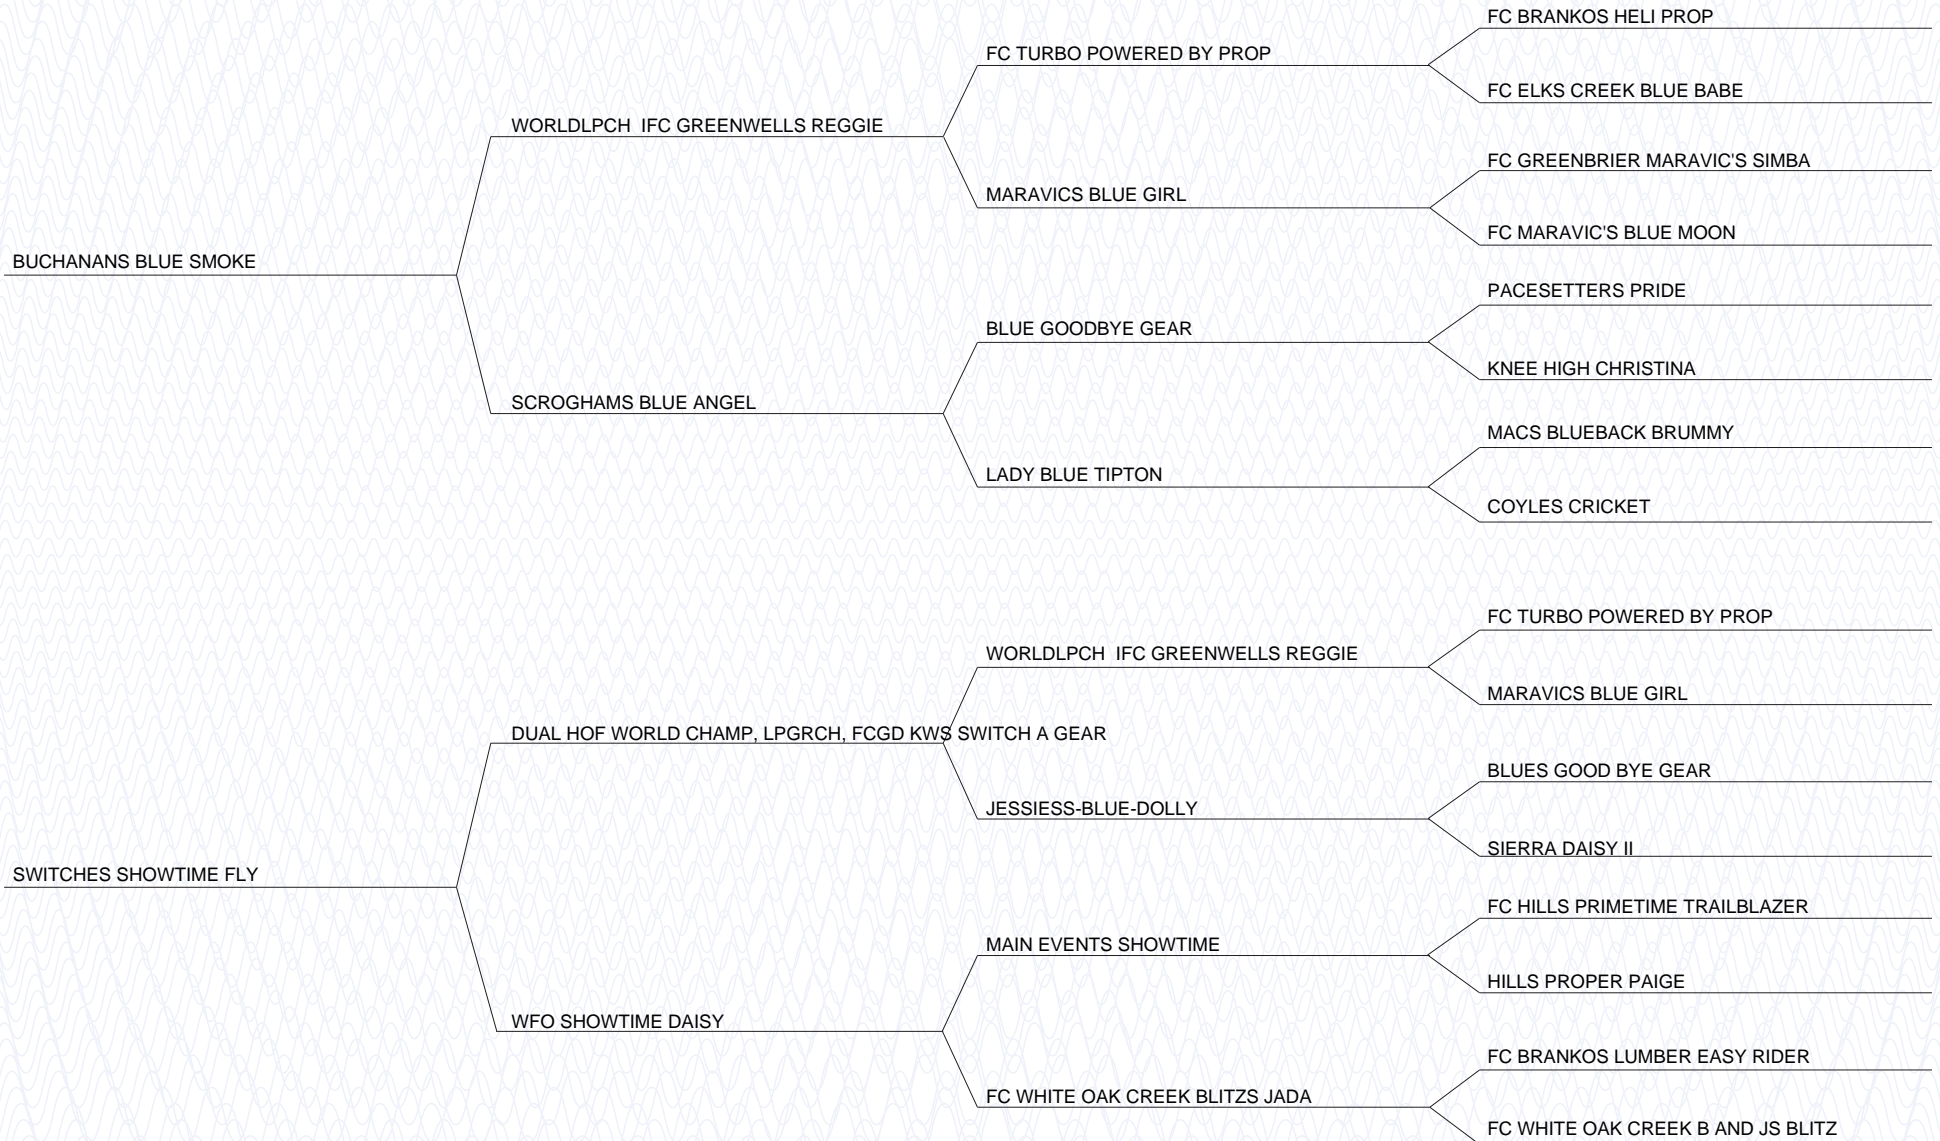 FC BRANKOS HELI PROP
FC TURBO POWERED BY PROP
FC ELKS CREEK BLUE BABE
WORLDLPCH  IFC GREENWELLS REGGIE
FC GREENBRIER MARAVIC'S SIMBA
MARAVICS BLUE GIRL
FC MARAVIC'S BLUE MOON
BUCHANANS BLUE SMOKE
PACESETTERS PRIDE
BLUE GOODBYE GEAR
KNEE HIGH CHRISTINA
SCROGHAMS BLUE ANGEL
MACS BLUEBACK BRUMMY
LADY BLUE TIPTON
COYLES CRICKET
FC TURBO POWERED BY PROP
WORLDLPCH  IFC GREENWELLS REGGIE
MARAVICS BLUE GIRL
DUAL HOF WORLD CHAMP, LPGRCH, FCGD KWS SWITCH A GEAR
BLUES GOOD BYE GEAR
JESSIESS-BLUE-DOLLY
SIERRA DAISY II
SWITCHES SHOWTIME FLY
FC HILLS PRIMETIME TRAILBLAZER
MAIN EVENTS SHOWTIME
HILLS PROPER PAIGE
WFO SHOWTIME DAISY
FC BRANKOS LUMBER EASY RIDER
FC WHITE OAK CREEK BLITZS JADA
FC WHITE OAK CREEK B AND JS BLITZ